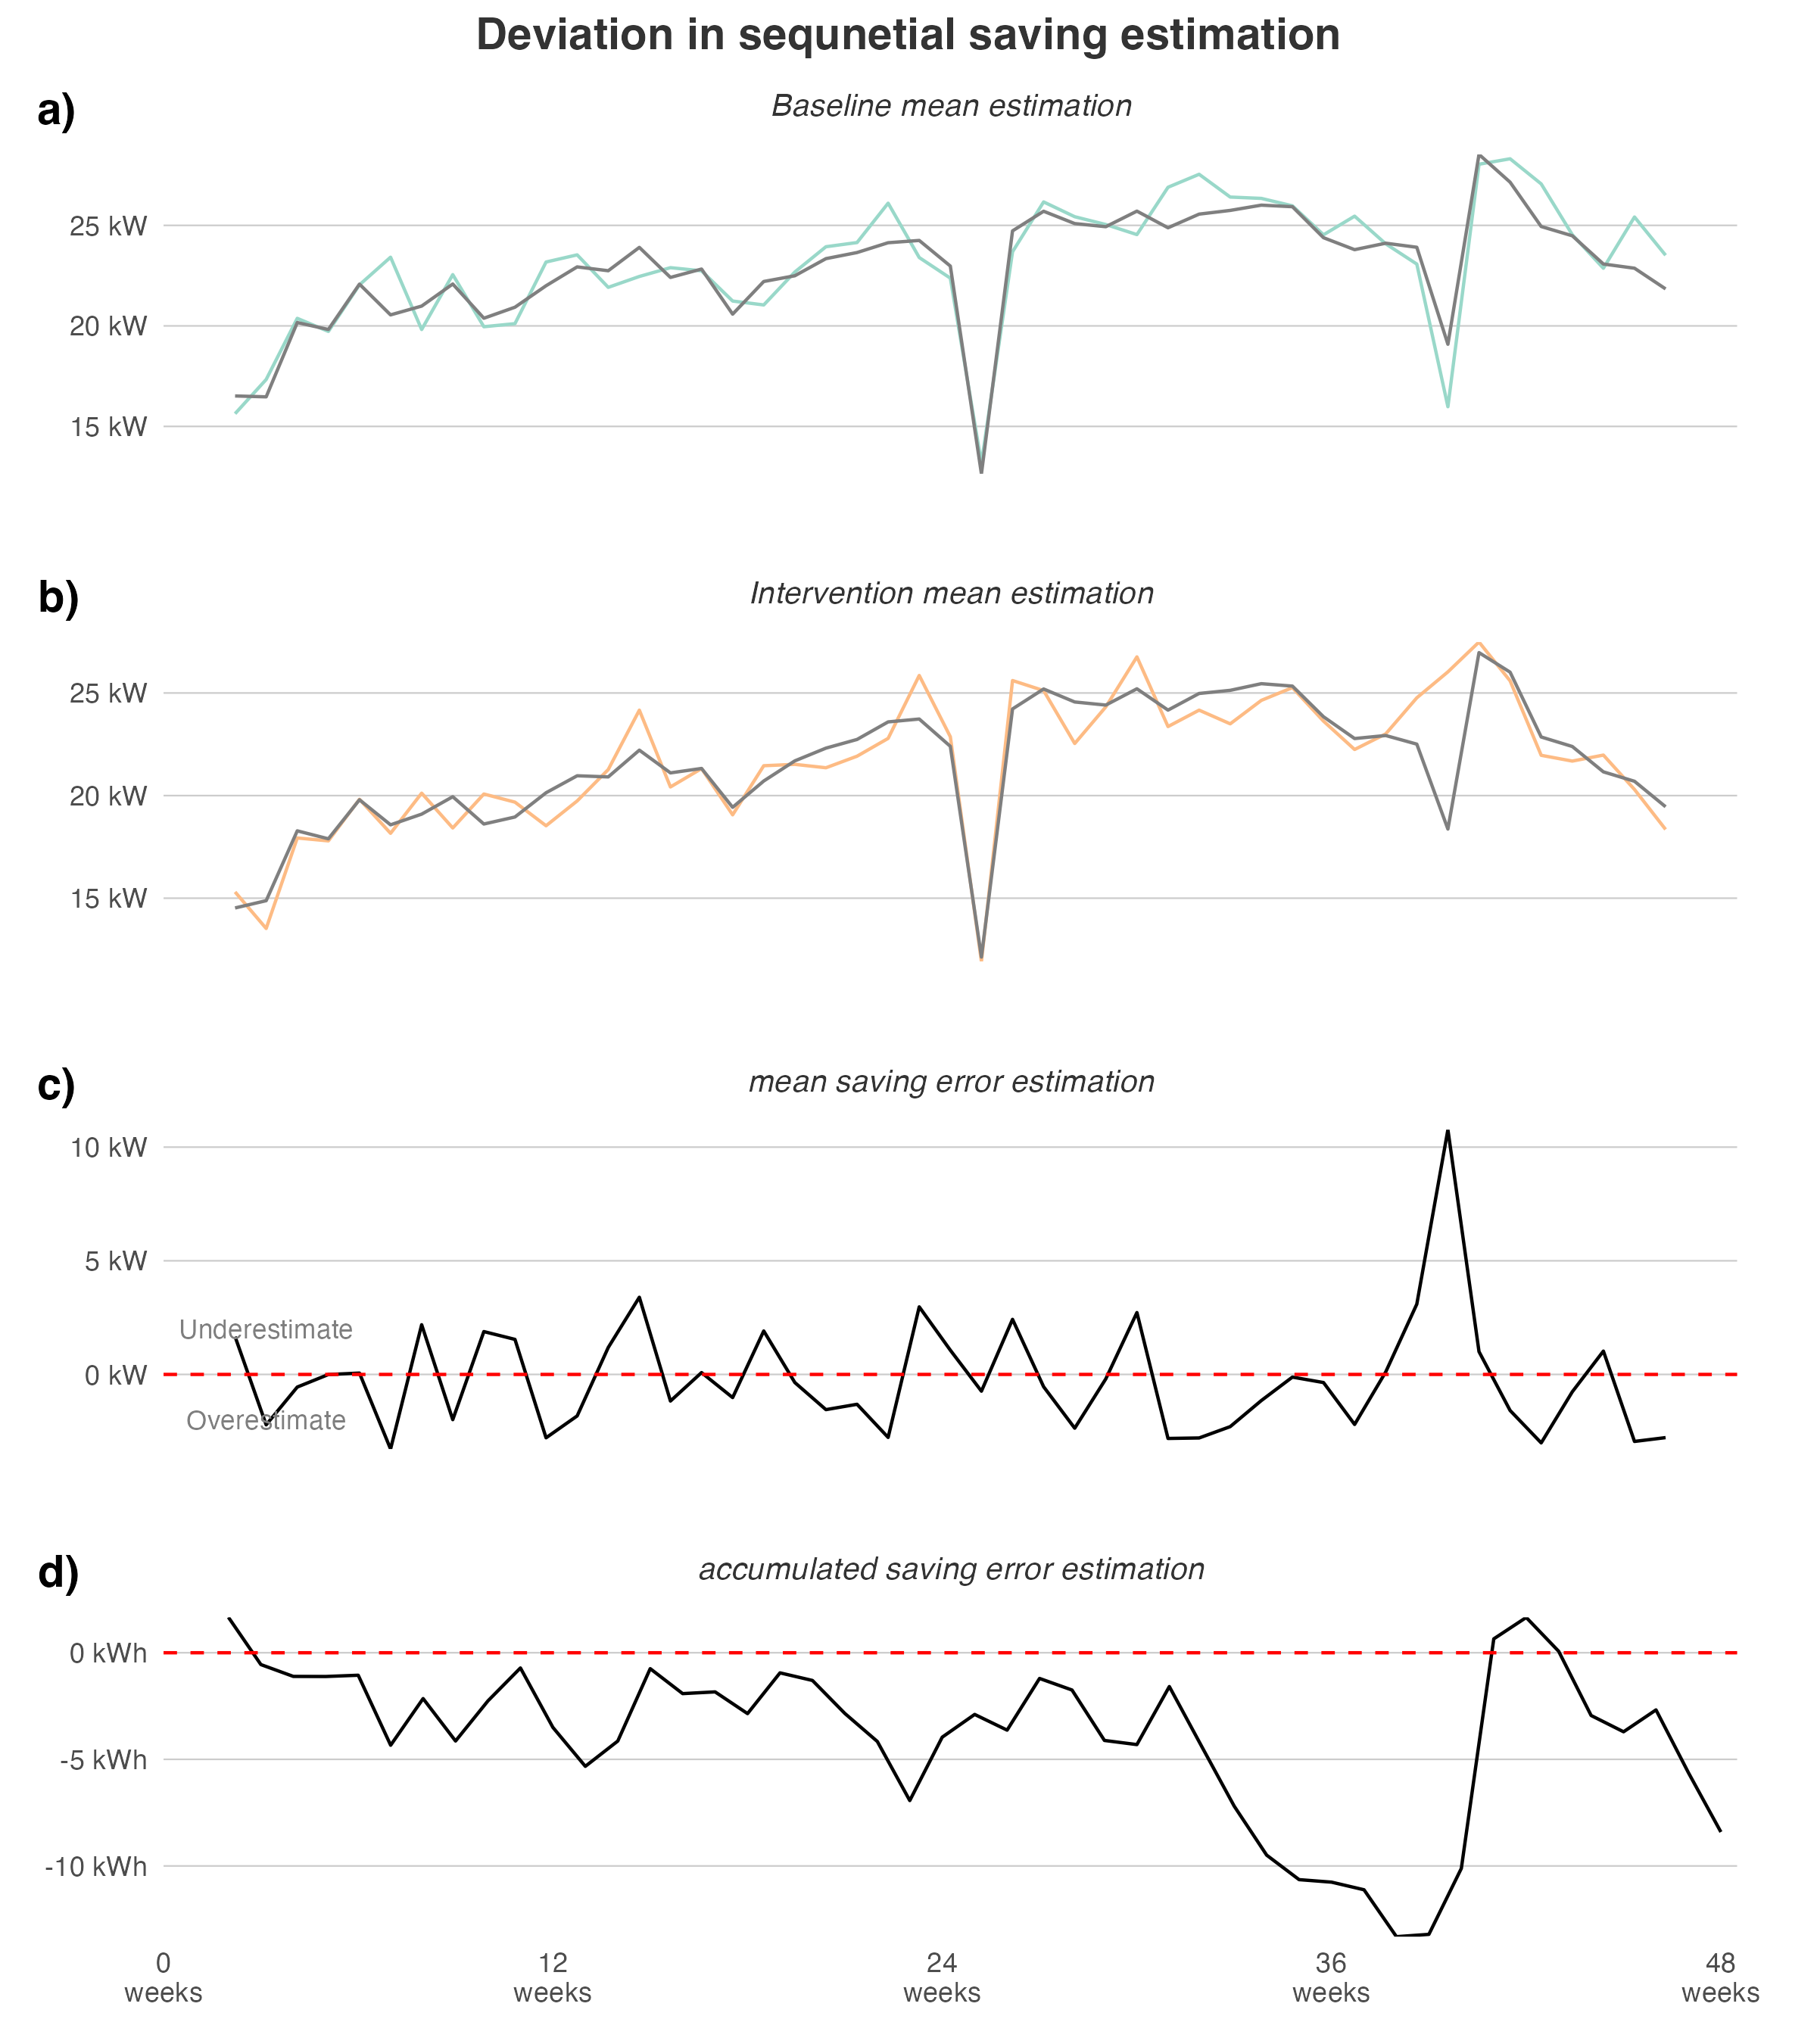 Deviation in sequnetial saving estimation
a)
Baseline mean estimation
25 kW
20 kW
15 kW
b)
Intervention mean estimation
25 kW
20 kW
15 kW
c)
mean saving error estimation
10 kW
5 kW
Underestimate
0 kW
Overestimate
d)
accumulated saving error estimation
0 kWh
-5 kWh
-10 kWh
0 12 24 36 48
weeks weeks weeks weeks weeks